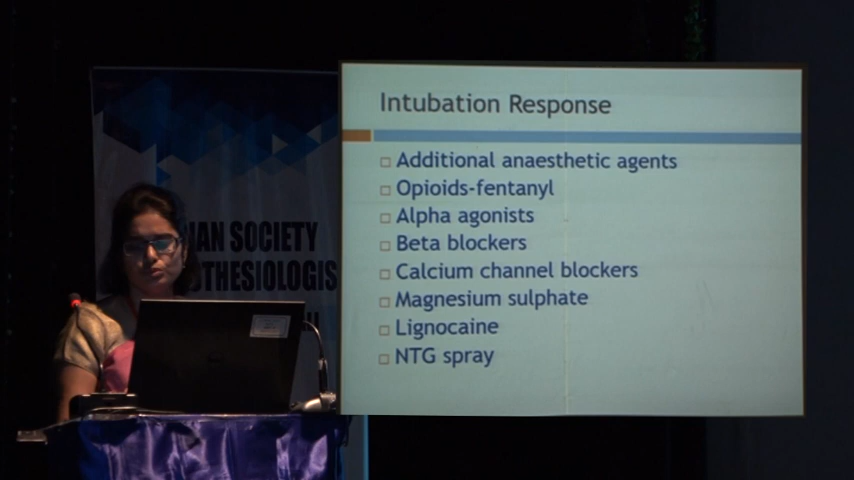 Intubation Response
Additional anaesthetic agents
Opioids-fentanyl
Alpha agonists
Beta blockers
Calcium channel blockers
Magnesium sulphate
Lignocaine
NTG spray
SOCIETY